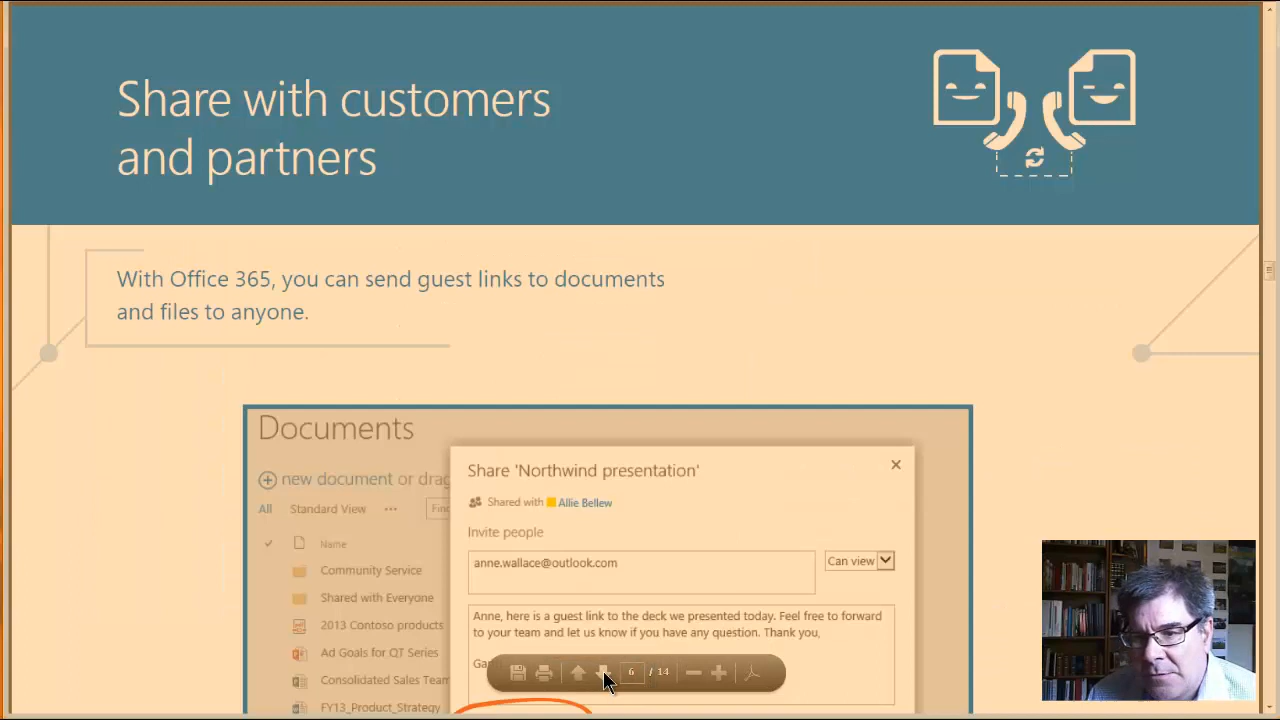 Share with customers
and partners
With Office 365, you can send guest links to documents
and files to anyone.
Documents
new document or drag
All Standard View ••• Find
Name
Community Service
Shared with Everyone
2013 Contoso products
Ad Goals for QT Series
Consolidated Sales Team
FY13_Product_Strategy
Share 'Northwind presentation'
Shared with Allie Bellew
Invite people
anne.wallace@outlook.com
Can view
Anne, here is a guest link to the deck we presented today. Feel free to forward
to your team and let us know if you have any question. Thank you,
6 / 14